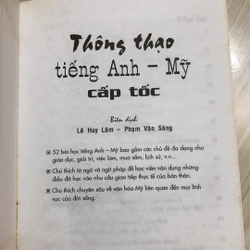 Thông thạo
tiếng Anh – Mỹ
cấp tốc
Biên dịch:
Lê Huy Lâm – Phạm Văn Sáng
52 bài học tiếng Anh – Mỹ bao gồm các chủ đề đa dạng như
giáo dục, giải trí, việc làm, mua sắm, lịch sử, v.v...
Chú thích từ ngữ và ngữ pháp để học viên vận dụng những
điều đã học vào nhu cầu giao tiếp thực tế của bản thân.
Chú thích chuyên sâu về văn hóa Mỹ liên quan đến mọi lĩnh
vực của đời sống.